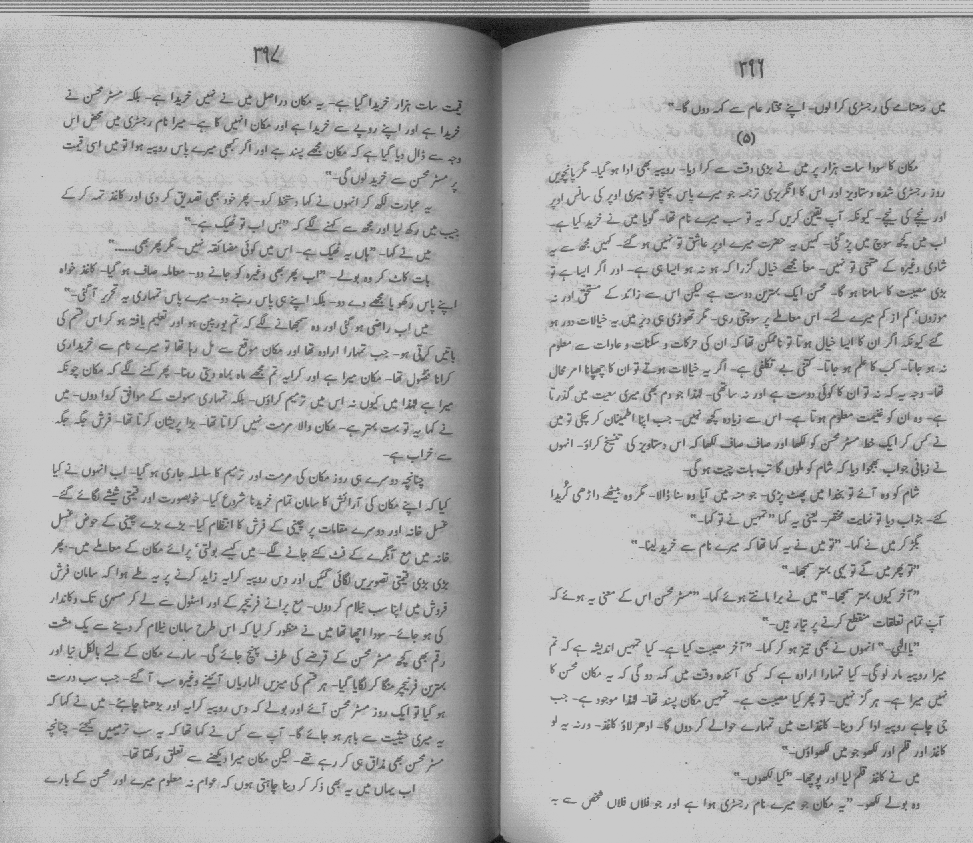 ۳۹۶
میں رہنمائے کی رجسٹری کرا لوں۔ اپنے مختار عام سے کہہ دوں گا۔"
(۵)
مکان کا سودا سات ہزار پر میں نے بڑی دقت سے کرا دیا۔ روپیہ بھی ادا ہو گیا۔ مگر پانچویں
روز رجسٹری شدہ دستاویز اور اس کا انگریزی ترجمہ جو میرے پاس پہنچا تو میری اوپر کی سانس اوپر
اور نیچے کی نیچے۔ کیونکہ آپ یقین کریں کہ یہ تو سب میرے نام تھا۔ گویا میں نے خرید کیا ہے۔
اب میں کچھ سوچ میں پڑ گئی۔ کہیں یہ حضرت میرے اوپر عاشق تو نہیں ہو گئے۔ کہیں مجھ سے یہ
شادی وغیرہ کے متمنی تو نہیں۔ معاً مجھے خیال گزرا کہ ہو نہ ہو ایسا ہی ہے۔ اور اگر ایسا ہے تو
بڑی مصیبت کا سامنا ہو گا۔ محسن ایک بہترین دوست ہے لیکن اس سے زائد کے مستحق اور نہ
موزوں، کم از کم میرے لئے۔ اس معاملے پر سوچتی رہی۔ مگر تھوڑی ہی دیر میں یہ خیالات دور ہو
گئے کیونکہ اگر ان کا ایسا خیال ہوتا تو ناممکن تھا کہ ان کی حرکات و سکنات و عادات سے معلوم
نہ ہو جاتا۔ کب کا علم ہو جاتا۔ کتنی بے تکلفی ہے۔ اگر یہ خیالات ہوتے تو ان کا چھپانا امر محال
تھا۔ وجہ یہ کہ نہ تو ان کا کوئی دوست ہے اور نہ ساتھی۔ لہٰذا جو دم بھی میری معیت میں گذرتا
ہے۔ وہ ان کو غنیمت معلوم ہوتا ہے۔ اس سے زیادہ کچھ نہیں۔ جب اپنا اطمینان کر چکی تو میں
نے کس کر ایک خط مسٹر محسن کو لکھا اور صاف صاف لکھا کہ اس دستاویز کی تنسیخ کراؤ۔ انہوں
نے زبانی جواب بھجوا دیا کہ شام کو ملوں گا تب بات چیت ہو گی۔
شام کو وہ آئے تو بخدا میں پھٹ پڑی۔ جو منہ میں آیا وہ سنا ڈالا۔ مگر وہ بیٹھے داڑھی کُریدا
کئے۔ جواب دیا تو نہایت مختصر۔ یعنی یہ کہا "تمہیں نے تو کہا۔"
بگڑ کر میں نے کہا۔ "تو میں نے یہ کہا تھا کہ میرے نام سے خرید لینا۔"
"تو پھر میں نے تو یہی بہتر سمجھا۔"
"آخر کیوں بہتر سمجھا۔" میں نے برا مانتے ہوئے کہا۔ "مسٹر محسن اس کے معنی یہ ہوئے کہ
آپ تمام تعلقات منقطع کرنے پر تیار ہیں۔"
"یا الٰہی۔" انہوں نے بھی تیز ہو کر کہا۔ "آخر مصیبت کیا ہے۔ کیا تمہیں اندیشہ ہے کہ تم
میرا روپیہ مار لو گی۔ کیا تمہارا ارادہ ہے کہ کسی آئندہ وقت میں کہہ دو گی کہ یہ مکان محسن کا
نہیں میرا ہے۔ ہر گز نہیں۔ تو پھر کیا مصیبت ہے۔ تمہیں مکان پسند تھا۔ لہٰذا موجود ہے۔ جب
جی چاہے روپیہ ادا کر دینا۔ کاغذات میں تمہارے حوالے کر دوں گا۔ ادھر لاؤ کاغذ۔ ورنہ یہ لو
کاغذ اور قلم اور لکھو جو میں لکھواؤں۔"
میں نے کاغذ قلم لیا اور پوچھا۔ "کیا لکھوں۔"
وہ بولے لکھو۔ "یہ مکان جو میرے نام رجسٹری ہوا ہے اور جو فلاں فلاں شخص سے بہ
۳۹۷
قیمت سات ہزار خریدا گیا ہے۔ یہ مکان دراصل میں نے نہیں خریدا ہے۔ بلکہ مسٹر محسن نے
خریدا ہے اور اپنے روپے سے خریدا ہے اور مکان انہیں کا ہے۔ میرا نام رجسٹری میں محض اس
وجہ سے ڈال دیا گیا ہے کہ مکان مجھے پسند ہے اور اگر کبھی میرے پاس روپیہ ہوا تو میں اسی قیمت
پر مسٹر محسن سے خرید لوں گی۔"
یہ عبارت لکھ کر انہوں نے کہا دستخط کرو۔ پھر خود بھی تصدیق کر دی اور کاغذ تہہ کر کے
جیب میں رکھ لیا اور مجھ سے کہنے لگے کہ "بس اب تو ٹھیک ہے"
میں نے کہا۔ "ہاں یہ ٹھیک ہے۔ اس میں کوئی مضائقہ نہیں۔ مگر پھر بھی۔۔۔۔۔"
بات کاٹ کر وہ بولے۔ "اب پھر بھی وغیرہ کو جانے دو۔ معاملہ صاف ہو گیا۔ کاغذ خواہ
اپنے پاس رکھو یا مجھے دے دو۔ بلکہ اپنے ہی پاس رہنے دو۔ میرے پاس تمہاری یہ تحریر آ گئی۔"
میں اب راضی ہو گئی اور وہ سمجھانے لگے کہ تم یورپین ہو اور تعلیم یافتہ ہو کر اس قسم کی
باتیں کرتی ہو۔ جب تمہارا ارادہ تھا اور مکان موقع سے مل رہا تھا تو میرے نام سے خریداری
کرانا فضول تھا۔ مکان میرا ہے اور کرایہ تم مجھے ماہ بماہ دیتی رہنا۔ پھر کہنے لگے کہ مکان چونکہ
میرا ہے لہٰذا میں کیوں نہ اس میں ترمیم کراؤں۔ بلکہ تمہاری سہولت کے موافق کروا دوں۔ میں
نے کہا یہ تو بہت بہتر ہے۔ مکان والا مرمت نہیں کراتا تھا۔ بڑا پریشان کرتا تھا۔ فرش جگہ جگہ
سے خراب ہے۔
چنانچہ دوسرے ہی روز مکان کی مرمت اور ترمیم کا سلسلہ جاری ہو گیا۔ اب انہوں نے کیا
کیا کہ اپنے مکان کی آرائش کا سامان تمام خریدنا شروع کیا۔ خوبصورت اور قیمتی شیشے لگائے گئے۔
غسل خانہ اور دوسرے مقامات پر چینی کے فرش کا انتظام کیا۔ بڑے بڑے چینی کے حوض غسل
خانہ میں مع آبگرے کے فٹ کئے جانے لگے۔ میں کیسے بولتی، پرائے مکان کے معاملے میں۔ پھر
بڑی بڑی قیمتی تصویریں لگائی گئیں اور دس روپیہ کرایہ زاید کرنے پر یہ طے ہوا کہ سامان فرش
فروش میں اپنا سب نیلام کر دوں۔ مع پرانے فرنیچر کے اور اسٹول سے لے کر مسہری تک دکاندار
کی ہو جائے۔ سودا اچھا تھا میں نے منظور کر لیا کہ اس طرح سامان نیلام کر دینے سے یک مشت
رقم بھی کچھ مسٹر محسن کے قرضے کی طرف پہنچ جائے گی۔ سارے مکان کے لئے بالکل نیا اور
بہترین فرنیچر منگا کر لگایا گیا۔ ہر قسم کی میزیں الماریاں آئینے وغیرہ سب آ گئے۔ جب سب درست
ہو گیا تو ایک روز مسٹر محسن آئے اور بولے کہ دس روپیہ کرایہ اور بڑھنا چاہئے۔ میں نے کہا کہ
یہ میری حیثیت سے باہر ہو جائے گا۔ آپ سے کس نے کہا تھا کہ یہ سب ترمیمیں کیجئے۔ چنانچہ
مسٹر محسن بھی مذاق ہی کر رہے تھے۔ لیکن مکان میرا دیکھنے سے تعلق رکھتا تھا۔
اب یہاں میں یہ بھی ذکر کر دینا چاہتی ہوں کہ عوام نہ معلوم میرے اور محسن کے بارے